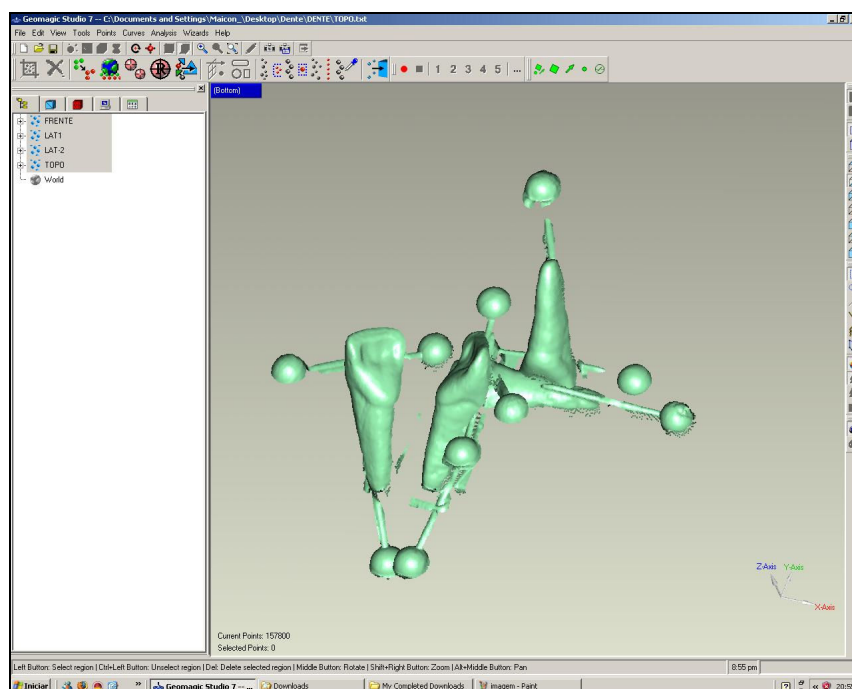 Geomagic Studio 7 -- C:\Documents and Settings\Maicon_\Desktop\Dente\DENTE\TOPO.txt
File Edit View Tools Points Curves Analysis Wizards Help
1 2 3 4 5 ...
(Bottom)
FRENTE
LAT1
LAT-2
TOPO
World
Z-Axis Y-Axis
X-Axis
Current Points: 157800
Selected Points: 0
Left Button: Select region | Ctrl+Left Button: Unselect region | Del: Delete selected region | Middle Button: Rotate | Shift+Right Button: Zoom | Alt+Middle Button: Pan
8:55 pm
Iniciar
Geomagic Studio 7 -- ...
Downloads
My Completed Downloads
imagem - Paint